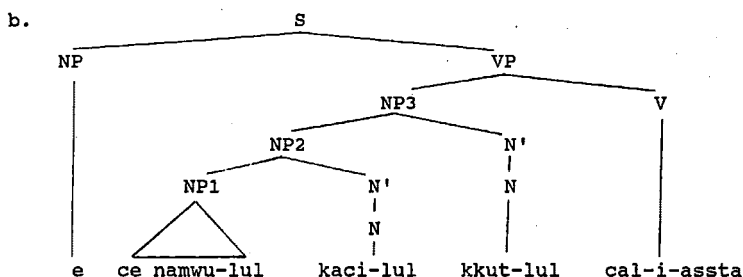 b.
S
NP VP
NP3 V
NP2 N'
NP1 N' N
N
e ce namwu-lul kaci-lul kkut-lul cal-i-assta